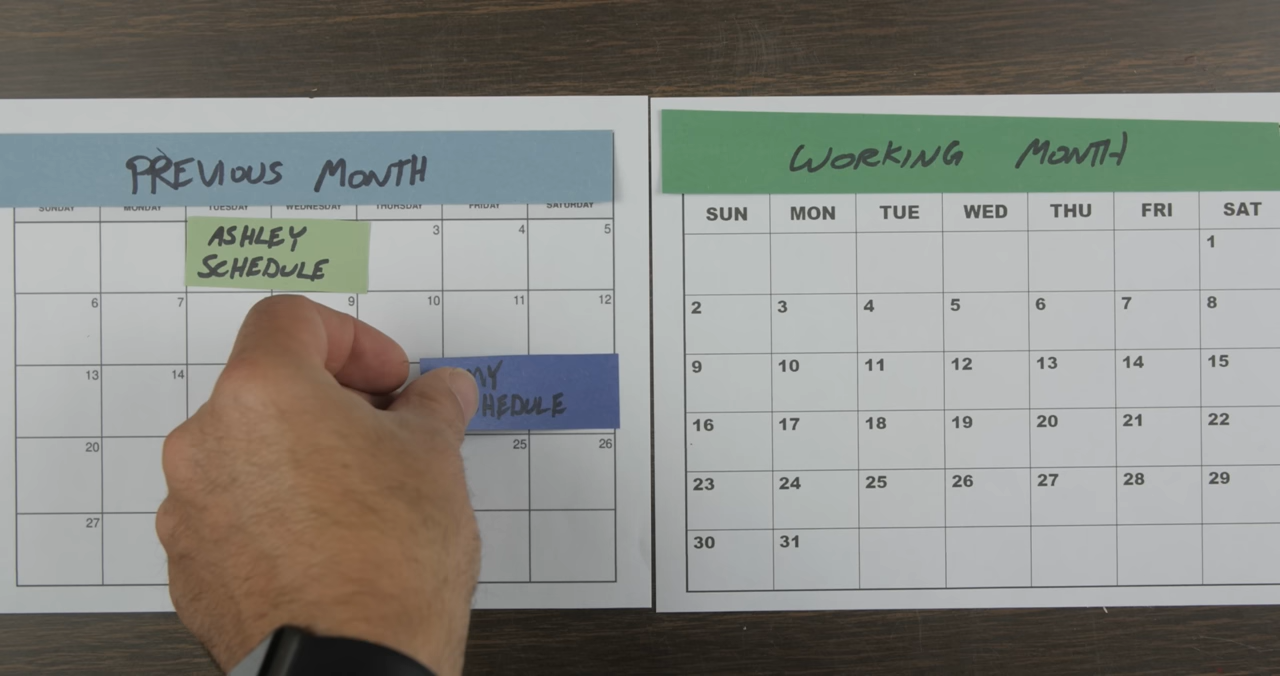 PREVIOUS MONTH
SUNDAY MONDAY TUESDAY WEDNESDAY THURSDAY FRIDAY SATURDAY
ASHLEY
SCHEDULE
3 4 5
6 7 9 10 11 12
13 14
20 25 26
27
WORKING MONTH
SUN MON TUE WED THU FRI SAT
1
2 3 4 5 6 7 8
9 10 11 12 13 14 15
16 17 18 19 20 21 22
23 24 25 26 27 28 29
30 31